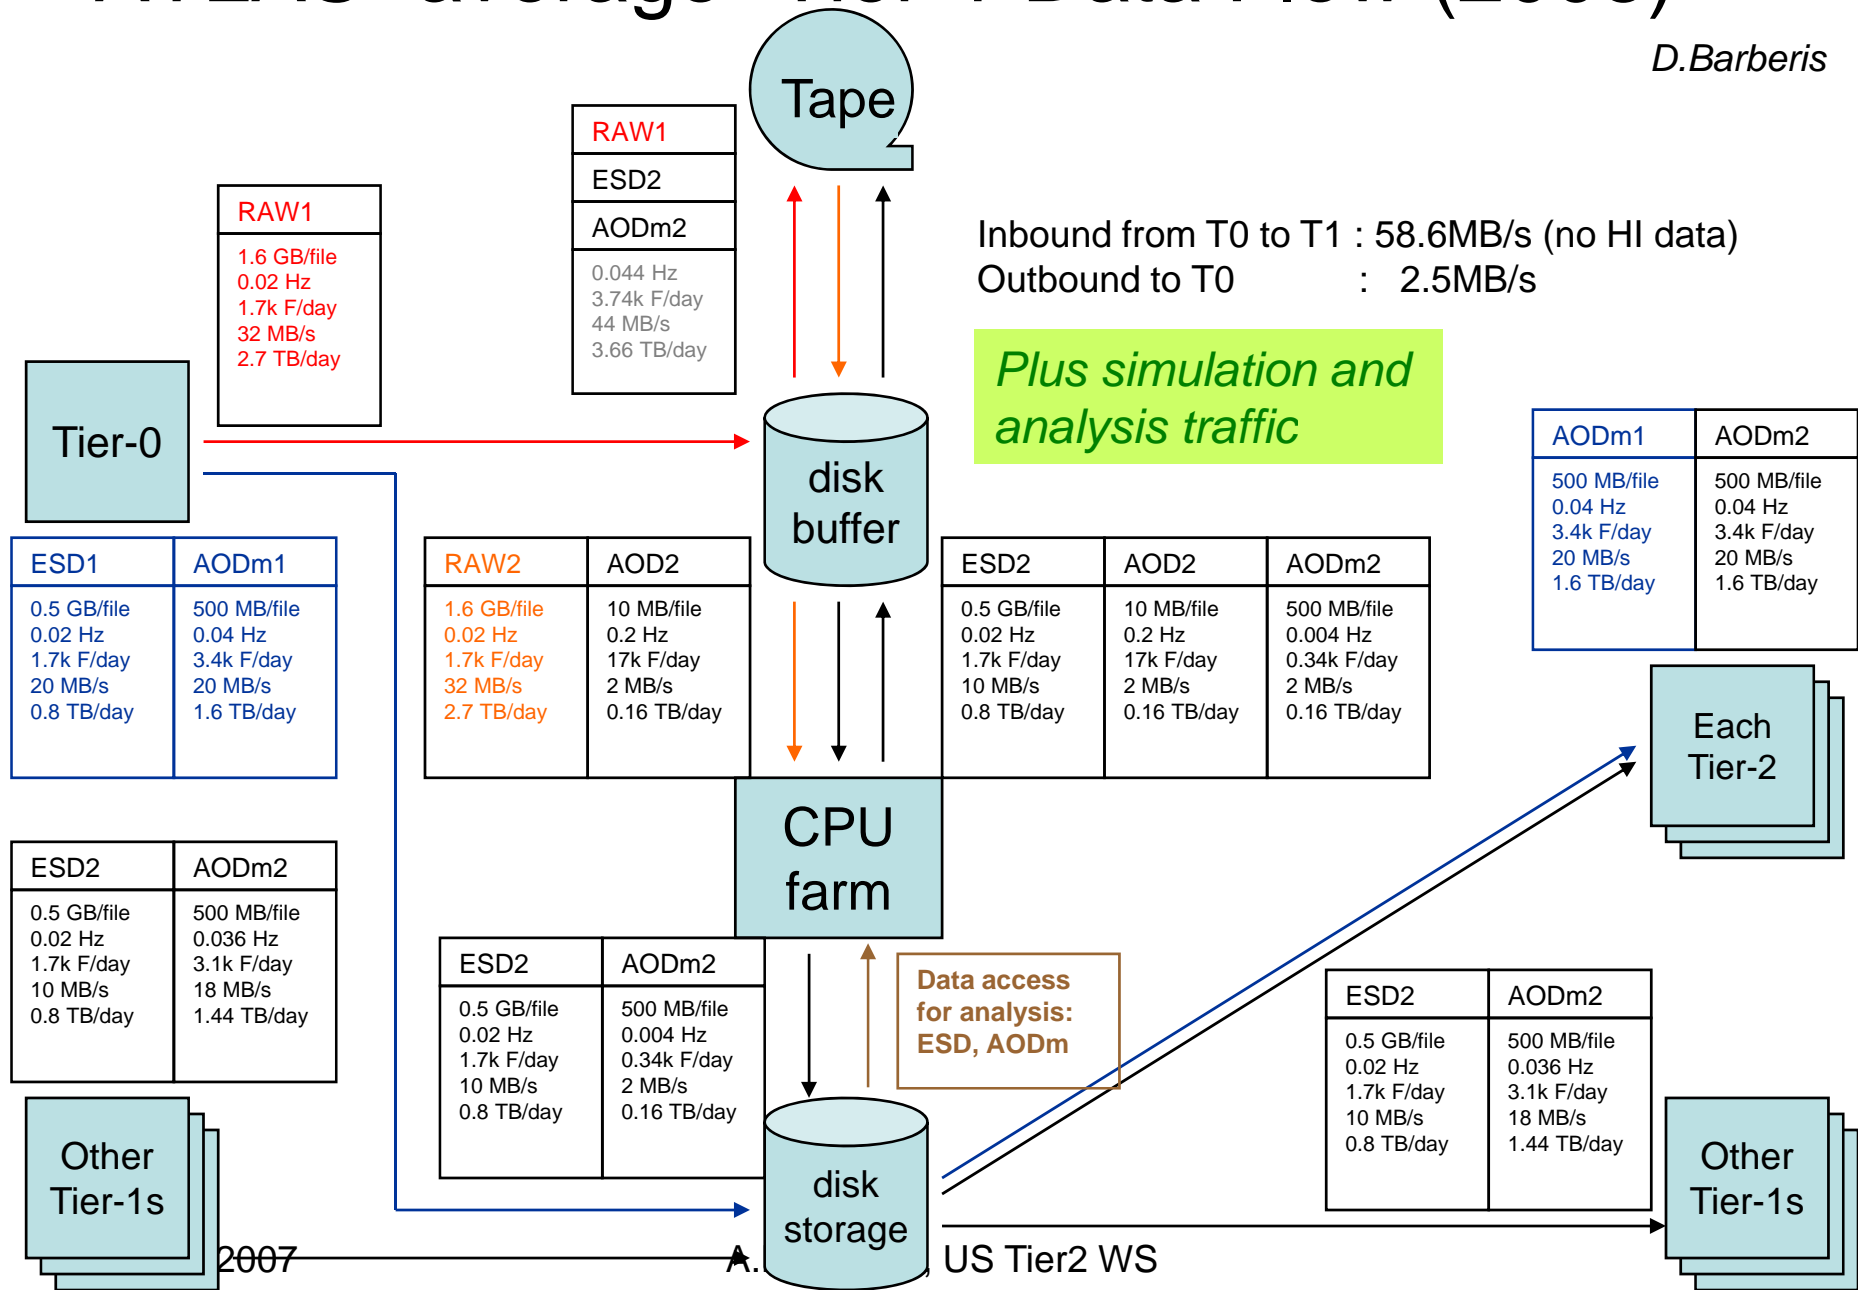 ATLAS "average" Tier-1 Data Flow (2008)
D.Barberis
Tape
RAW1
ESD2
AODm2
0.044 Hz
3.74k F/day
44 MB/s
3.66 TB/day
RAW1
1.6 GB/file
0.02 Hz
1.7k F/day
32 MB/s
2.7 TB/day
Inbound from T0 to T1 : 58.6MB/s (no HI data)
Outbound to T0 : 2.5MB/s
Plus simulation and
analysis traffic
Tier-0
disk
buffer
AODm1
500 MB/file
0.04 Hz
3.4k F/day
20 MB/s
1.6 TB/day
AODm2
500 MB/file
0.04 Hz
3.4k F/day
20 MB/s
1.6 TB/day
ESD1
0.5 GB/file
0.02 Hz
1.7k F/day
20 MB/s
0.8 TB/day
AODm1
500 MB/file
0.04 Hz
3.4k F/day
20 MB/s
1.6 TB/day
RAW2
1.6 GB/file
0.02 Hz
1.7k F/day
32 MB/s
2.7 TB/day
AOD2
10 MB/file
0.2 Hz
17k F/day
2 MB/s
0.16 TB/day
ESD2
0.5 GB/file
0.02 Hz
1.7k F/day
10 MB/s
0.8 TB/day
AOD2
10 MB/file
0.2 Hz
17k F/day
2 MB/s
0.16 TB/day
AODm2
500 MB/file
0.004 Hz
0.34k F/day
2 MB/s
0.16 TB/day
Each
Tier-2
CPU
farm
ESD2
0.5 GB/file
0.02 Hz
1.7k F/day
10 MB/s
0.8 TB/day
AODm2
500 MB/file
0.036 Hz
3.1k F/day
18 MB/s
1.44 TB/day
ESD2
0.5 GB/file
0.02 Hz
1.7k F/day
10 MB/s
0.8 TB/day
AODm2
500 MB/file
0.004 Hz
0.34k F/day
2 MB/s
0.16 TB/day
Data access
for analysis:
ESD, AODm
ESD2
0.5 GB/file
0.02 Hz
1.7k F/day
10 MB/s
0.8 TB/day
AODm2
500 MB/file
0.036 Hz
3.1k F/day
18 MB/s
1.44 TB/day
Other
Tier-1s
disk
storage
Other
Tier-1s
2007
A. , US Tier2 WS